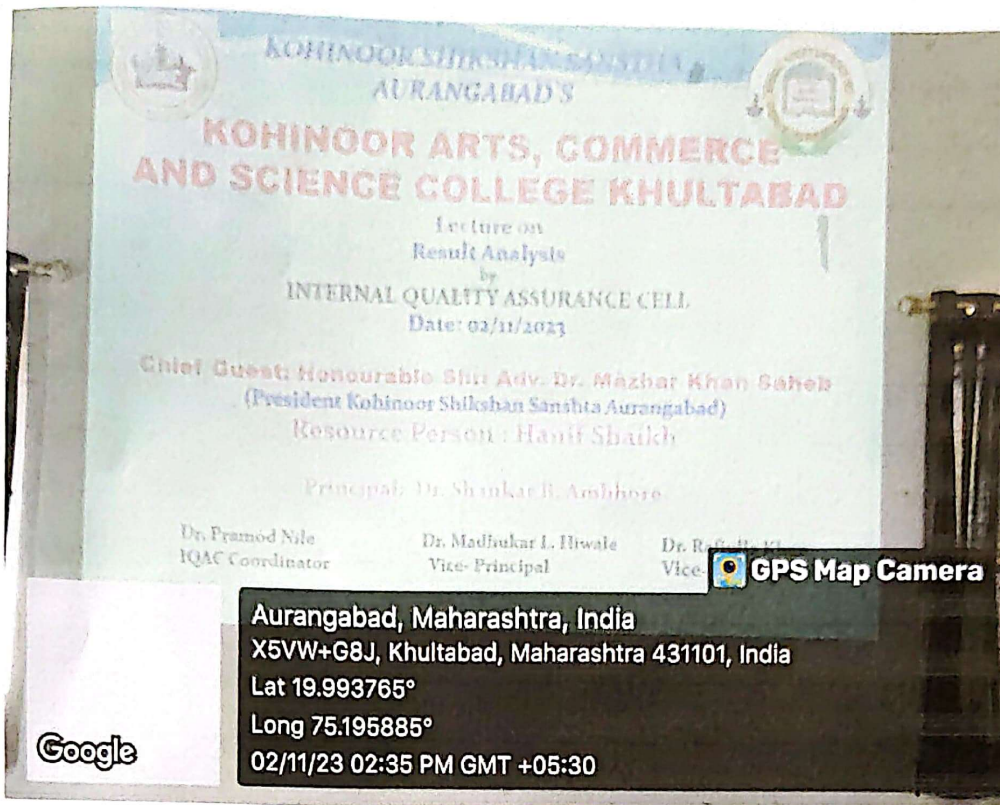 KOHINOOR SHIKSHAN SANSTHA
AURANGABAD'S
KOHINOOR ARTS, COMMERCE
AND SCIENCE COLLEGE KHULTABAD
Lecture on
Result Analysis
by
INTERNAL QUALITY ASSURANCE CELL
Date: 02/11/2023
Chief Guest: Honourable Shri Adv. Dr. Mazhar Khan Saheb
(President Kohinoor Shikshan Sanshta Aurangabad)
Resource Person : Hanif Shaikh
Principal: Dr. Shankar B. Ambhore
Dr. Pramod Nile Dr. Madhukar L. Hiwale Dr.
IQAC Coordinator Vice- Principal Vice-
GPS Map Camera
Aurangabad, Maharashtra, India
X5VW+G8J, Khultabad, Maharashtra 431101, India
Lat 19.993765°
Long 75.195885°
02/11/23 02:35 PM GMT +05:30
Google